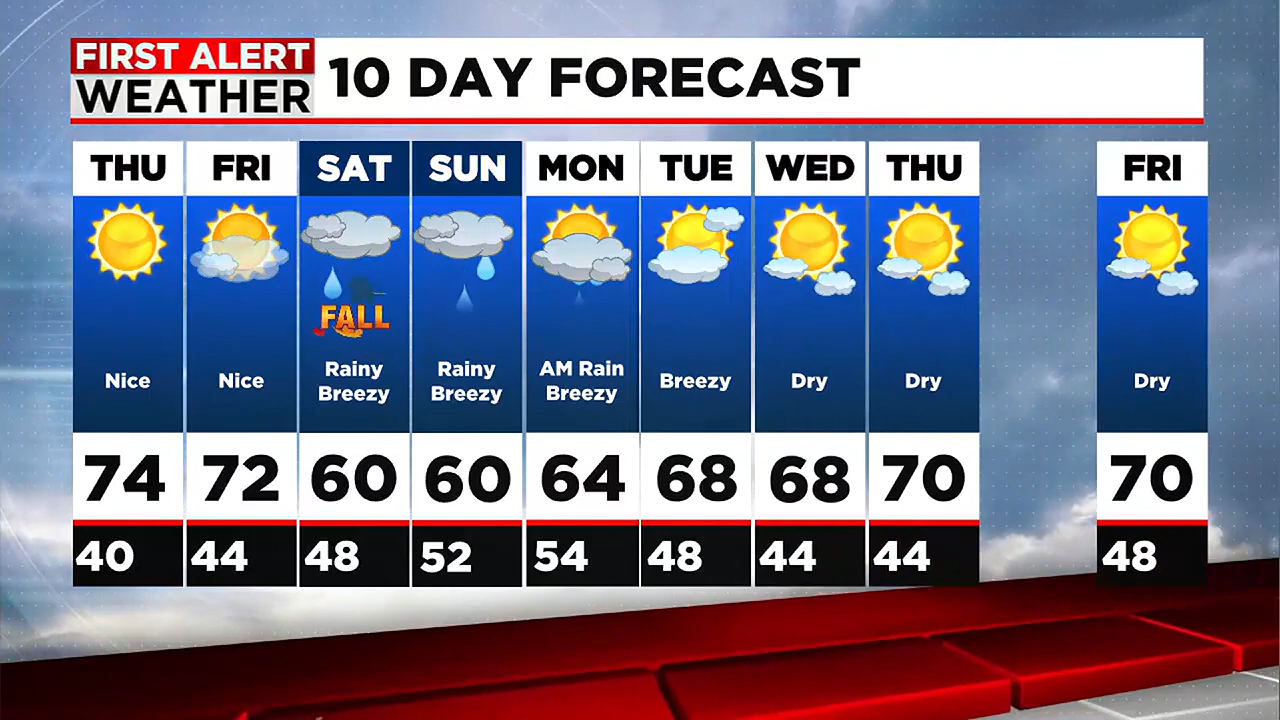 FIRST ALERT
WEATHER
10 DAY FORECAST
THU FRI SAT SUN MON TUE WED THU FRI
FALL
Nice Nice Rainy Breezy Rainy Breezy AM Rain Breezy Breezy Dry Dry Dry
74 72 60 60 64 68 68 70 70
40 44 48 52 54 48 44 44 48